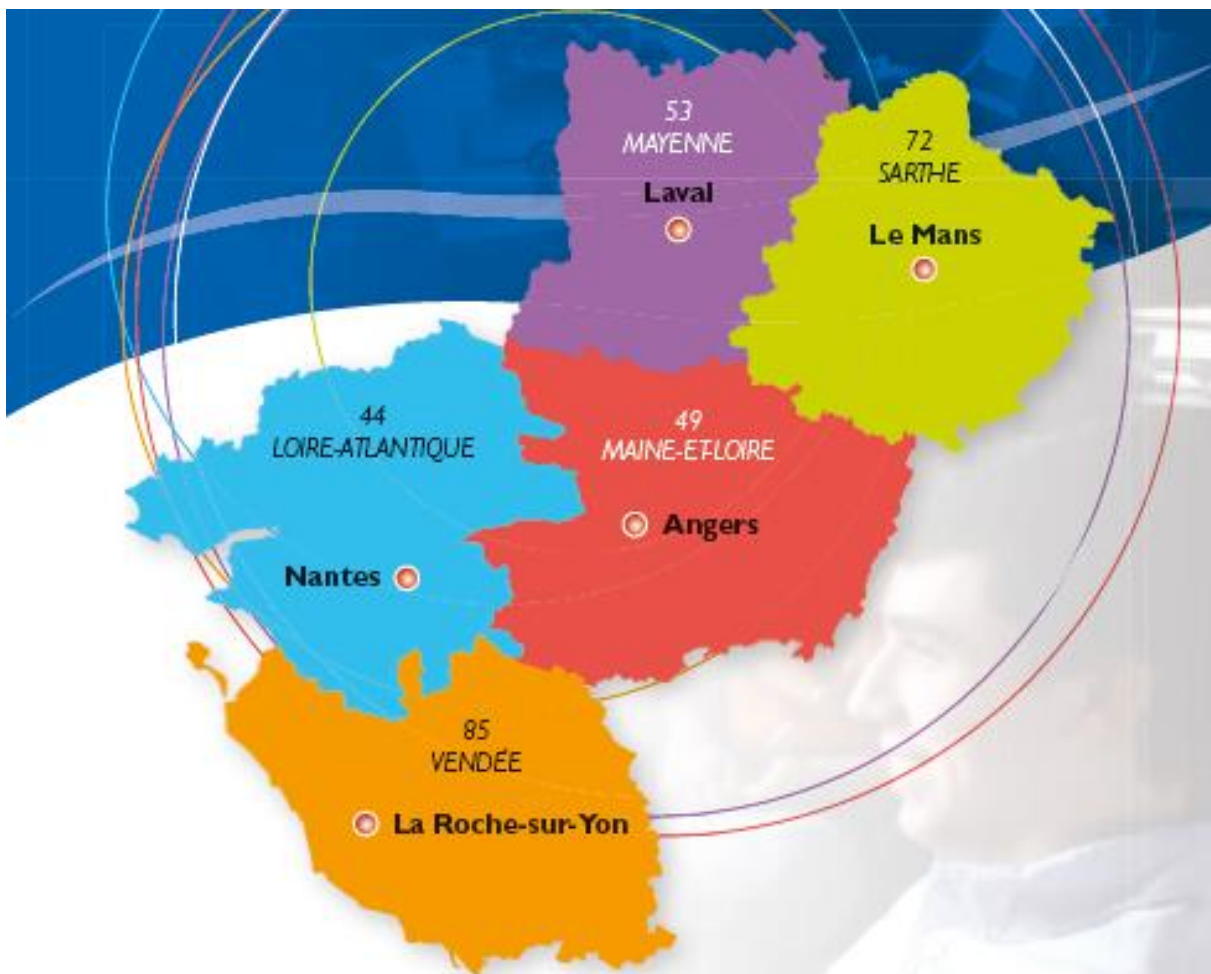 53
MAYENNE
Laval
72
SARTHE
Le Mans
44
LOIRE-ATLANTIQUE
49
MAINE-ET-LOIRE
Angers
Nantes
85
VENDÉE
La Roche-sur-Yon